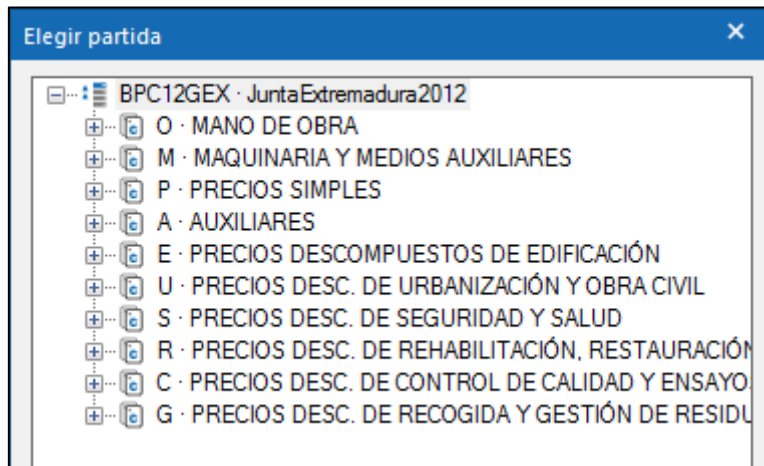 Elegir partida
BPC12GEX · JuntaExtremadura2012
O · MANO DE OBRA
M · MAQUINARIA Y MEDIOS AUXILIARES
P · PRECIOS SIMPLES
A · AUXILIARES
E · PRECIOS DESCOMPUESTOS DE EDIFICACIÓN
U · PRECIOS DESC. DE URBANIZACIÓN Y OBRA CIVIL
S · PRECIOS DESC. DE SEGURIDAD Y SALUD
R · PRECIOS DESC. DE REHABILITACIÓN, RESTAURACIÓN
C · PRECIOS DESC. DE CONTROL DE CALIDAD Y ENSAYO
G · PRECIOS DESC. DE RECOGIDA Y GESTIÓN DE RESIDU